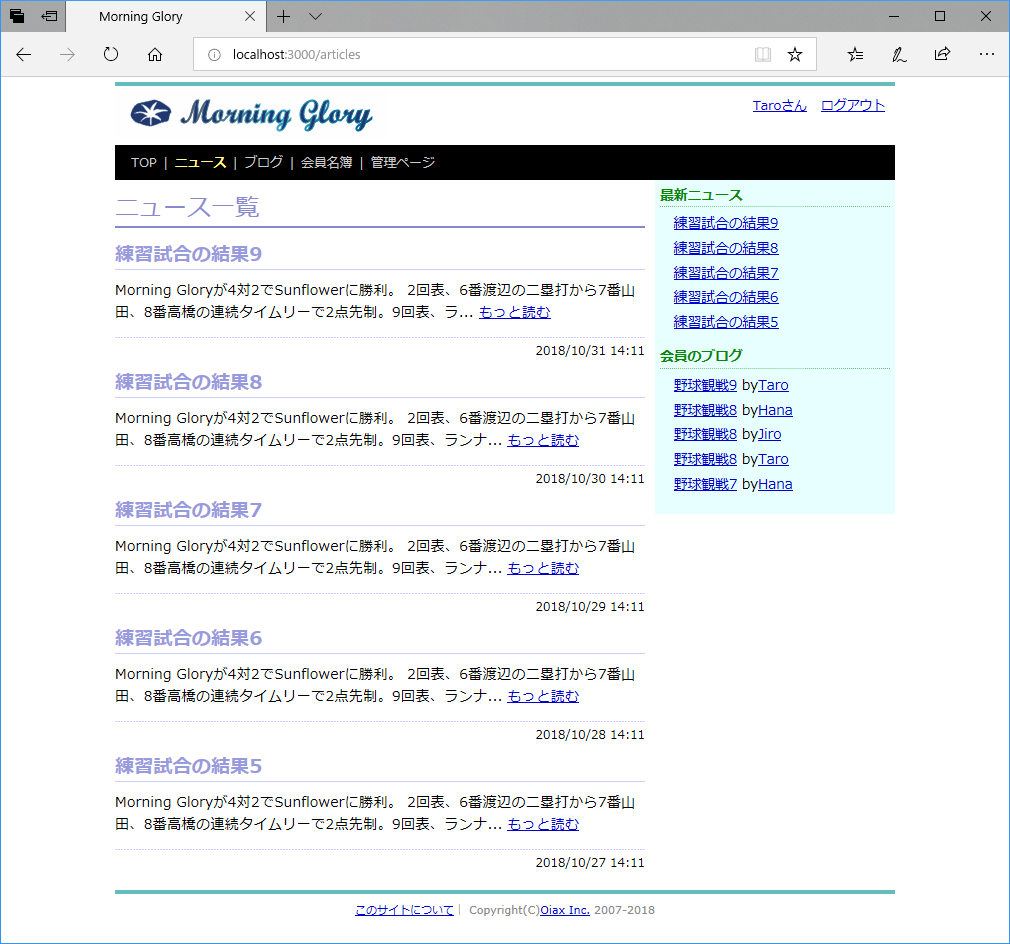 Morning Glory
localhost:3000/articles
Morning Glory
Taroさん ログアウト
TOP | ニュース | ブログ | 会員名簿 | 管理ページ
ニュース一覧
練習試合の結果9
Morning Gloryが4対2でSunflowerに勝利。 2回表、6番渡辺の二塁打から7番山
田、8番高橋の連続タイムリーで2点先制。9回表、ラ... もっと読む
2018/10/31 14:11
練習試合の結果8
Morning Gloryが4対2でSunflowerに勝利。 2回表、6番渡辺の二塁打から7番山
田、8番高橋の連続タイムリーで2点先制。9回表、ランナ... もっと読む
2018/10/30 14:11
練習試合の結果7
Morning Gloryが4対2でSunflowerに勝利。 2回表、6番渡辺の二塁打から7番山
田、8番高橋の連続タイムリーで2点先制。9回表、ランナ... もっと読む
2018/10/29 14:11
練習試合の結果6
Morning Gloryが4対2でSunflowerに勝利。 2回表、6番渡辺の二塁打から7番山
田、8番高橋の連続タイムリーで2点先制。9回表、ランナ... もっと読む
2018/10/28 14:11
練習試合の結果5
Morning Gloryが4対2でSunflowerに勝利。 2回表、6番渡辺の二塁打から7番山
田、8番高橋の連続タイムリーで2点先制。9回表、ランナ... もっと読む
2018/10/27 14:11
最新ニュース
練習試合の結果9
練習試合の結果8
練習試合の結果7
練習試合の結果6
練習試合の結果5
会員のブログ
野球観戦9 byTaro
野球観戦8 byHana
野球観戦8 byJiro
野球観戦8 byTaro
野球観戦7 byHana
このサイトについて | Copyright(C)Oiax Inc. 2007-2018